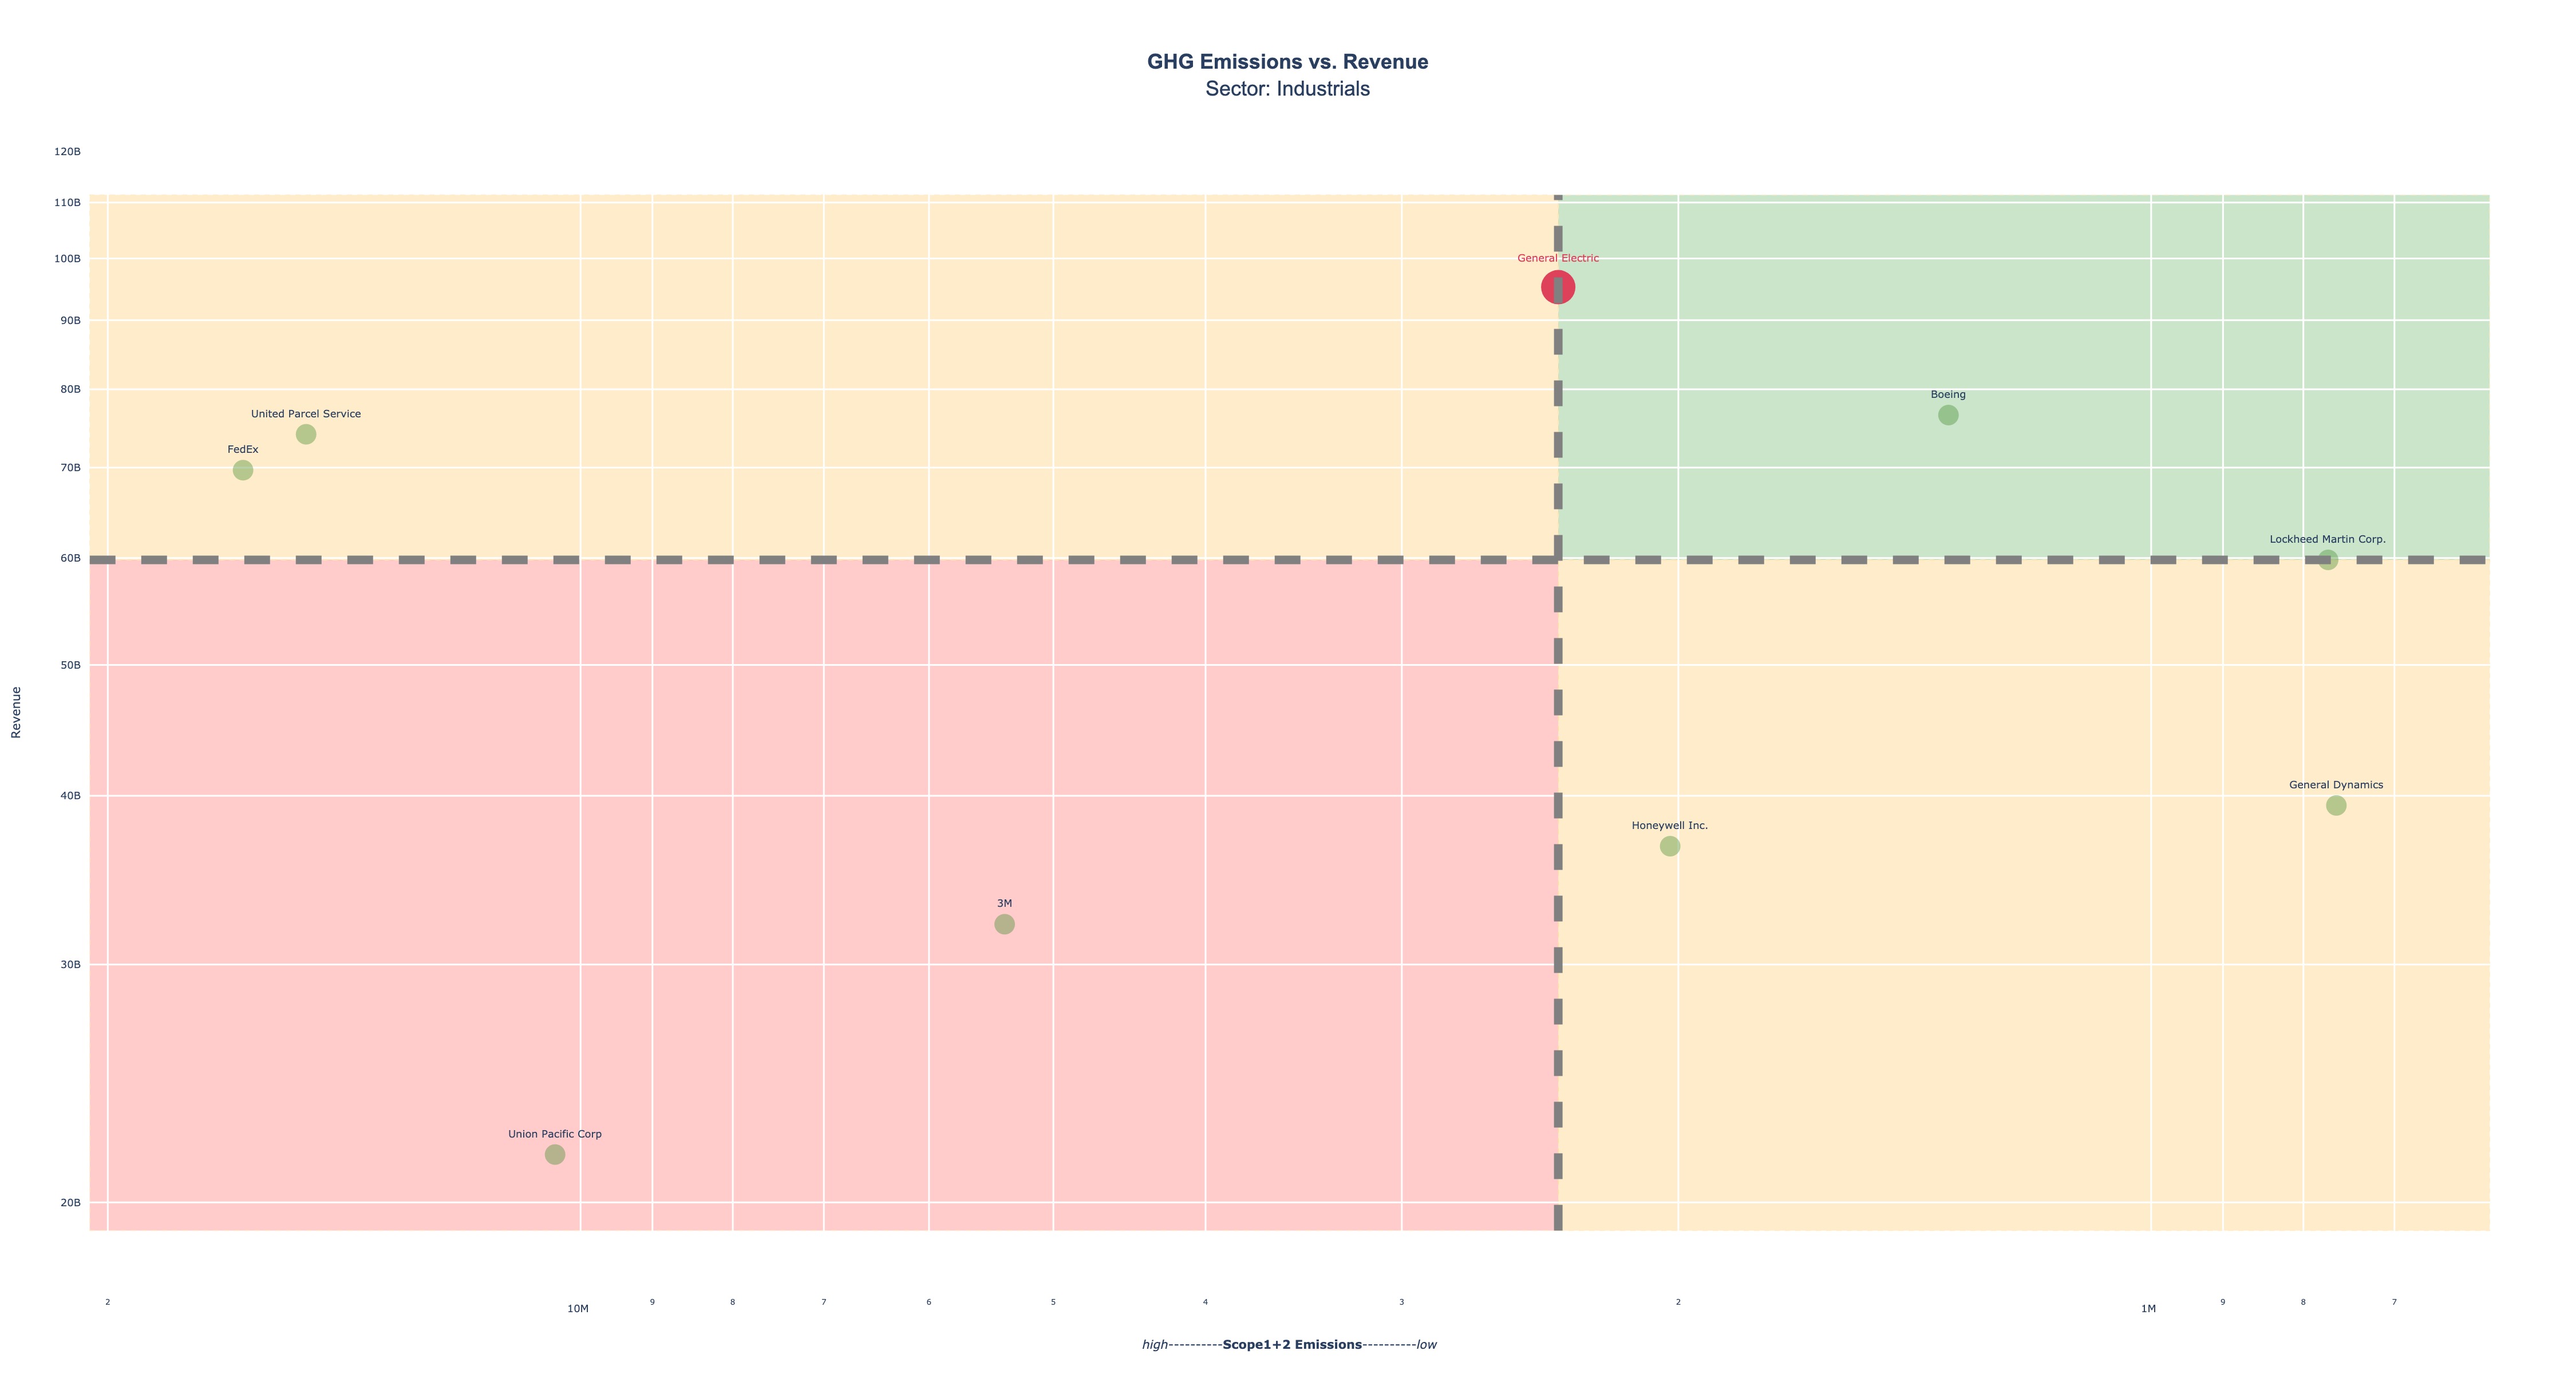 GHG Emissions vs. Revenue
Sector: Industrials
120B
110B
100B
90B
80B
70B
60B
50B
40B
30B
20B
Revenue
General Electric
Boeing
United Parcel Service
FedEx
Lockheed Martin Corp.
General Dynamics
Honeywell Inc.
3M
Union Pacific Corp
2
10M
9
8
7
6
5
4
3
2
1M
9
8
7
high----------Scope1+2 Emissions----------low